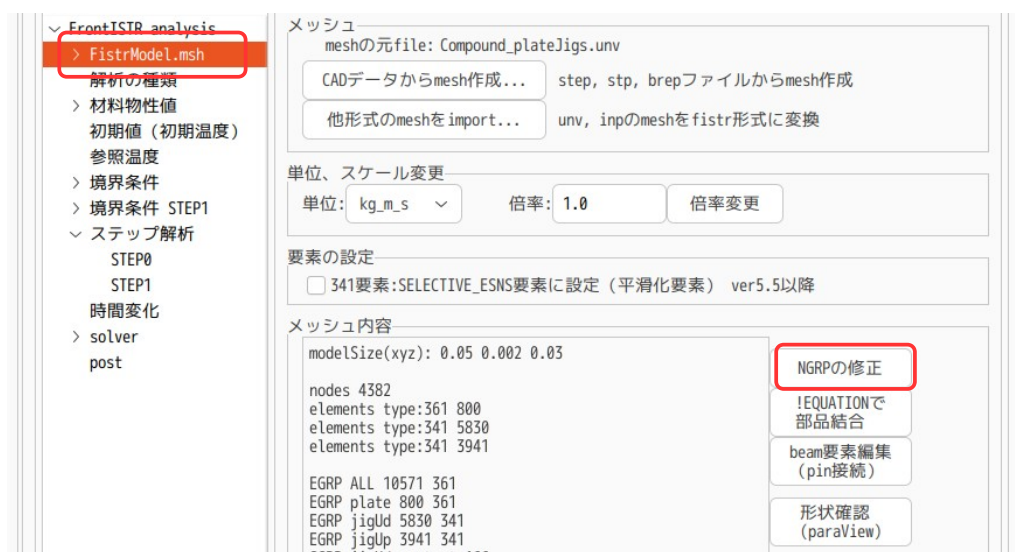 FrontISTR analysis
FistrModel.msh
解析の種類
材料物性値
初期値（初期温度）
参照温度
境界条件
境界条件 STEP1
ステップ解析
STEP0
STEP1
時間変化
solver
post
メッシュ
meshの元file: Compound_plateJigs.unv
CADデータからmesh作成... step, stp, brepファイルからmesh作成
他形式のmeshをimport... unv, inpのmeshをfistr形式に変換
単位、スケール変更
単位: kg_m_s 倍率: 1.0 倍率変更
要素の設定
341要素:SELECTIVE_ESNS要素に設定（平滑化要素） ver5.5以降
メッシュ内容
modelSize(xyz): 0.05 0.002 0.03
nodes 4382
elements type:361 800
elements type:341 5830
elements type:341 3941
EGRP ALL 10571 361
EGRP plate 800 361
EGRP jigUd 5830 341
EGRP jigUp 3941 341
NGRPの修正
!EQUATIONで
部品結合
beam要素編集
(pin接続)
形状確認
(paraView)